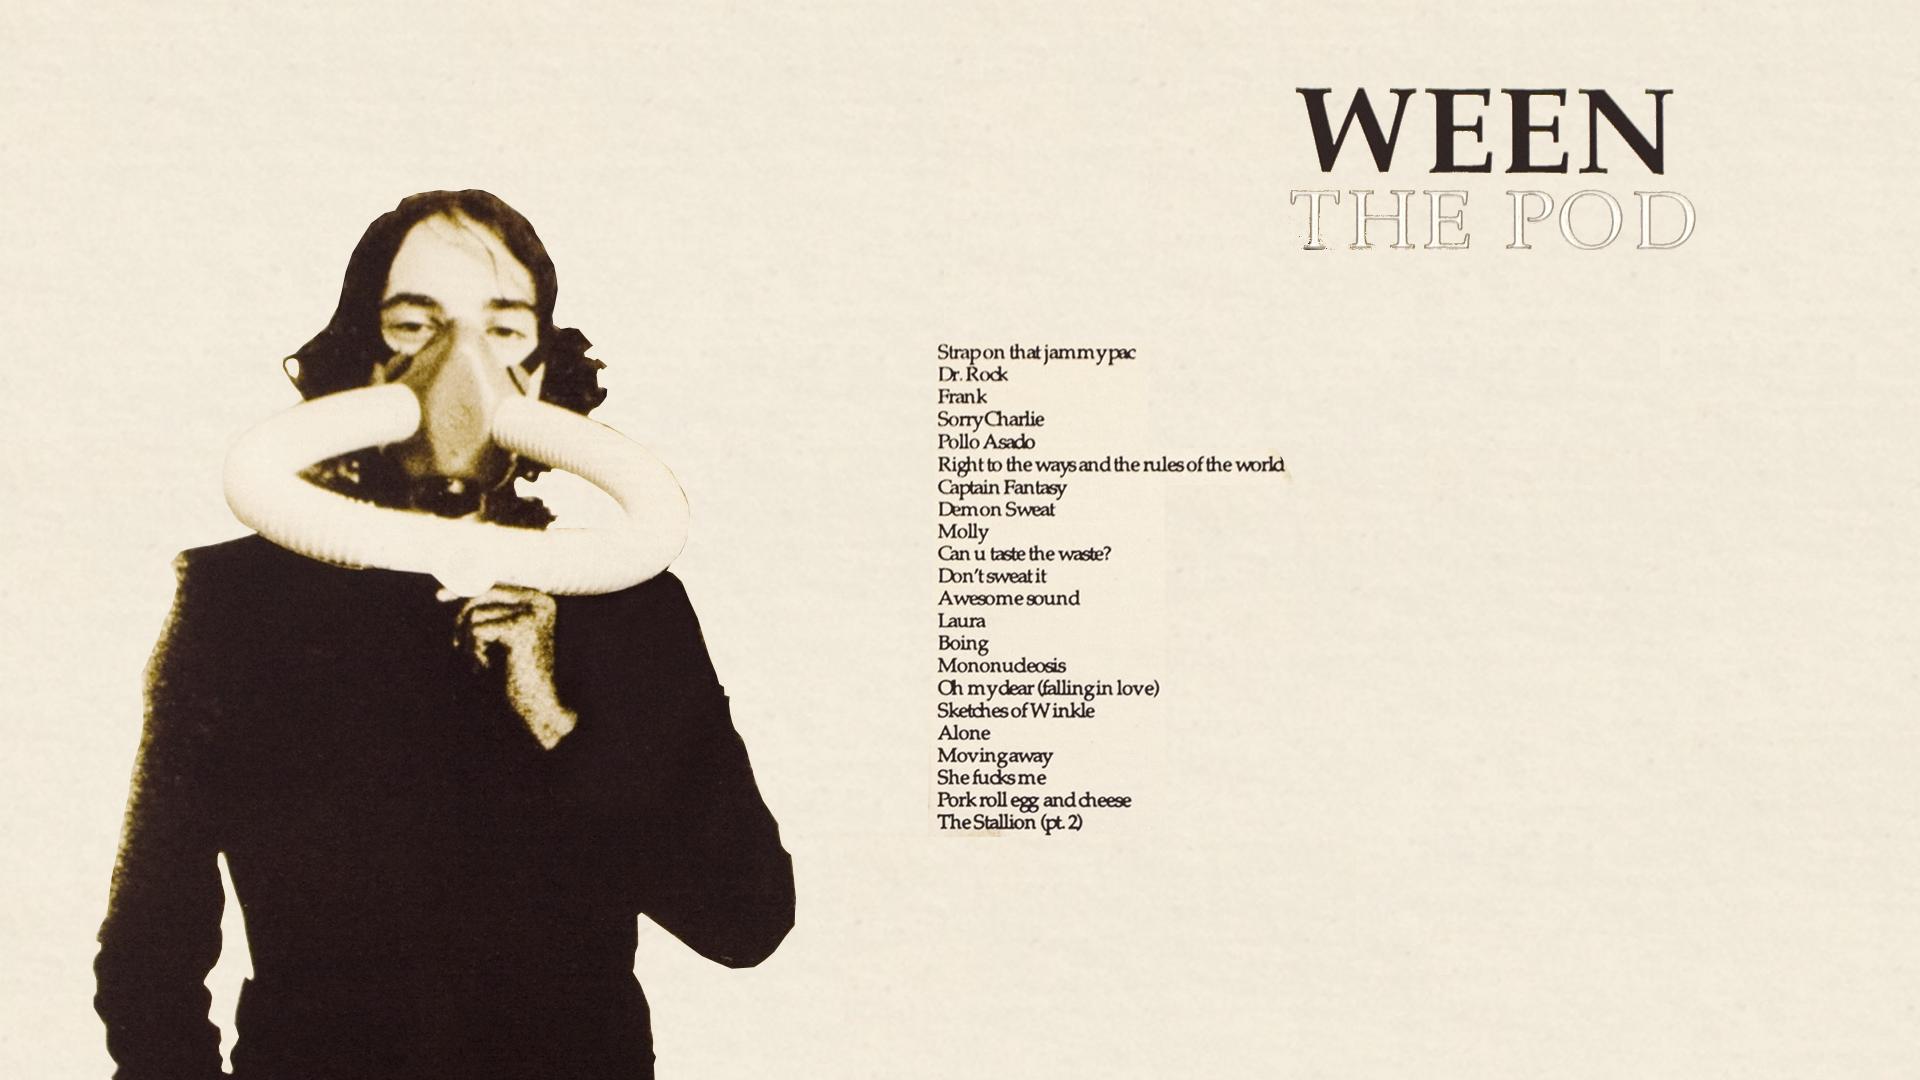 WEEN
THE POD
Strap on that jammy pac
Dr. Rock
Frank
Sorry Charlie
Pollo Asado
Right to the ways and the rules of the world
Captain Fantasy
Demon Sweat
Molly
Can u taste the waste?
Don't sweat it
Awesome sound
Laura
Boing
Mononucleosis
Oh my dear (falling in love)
Sketches of Winkle
Alone
Moving away
She fucks me
Pork roll egg and cheese
The Stallion (pt. 2)